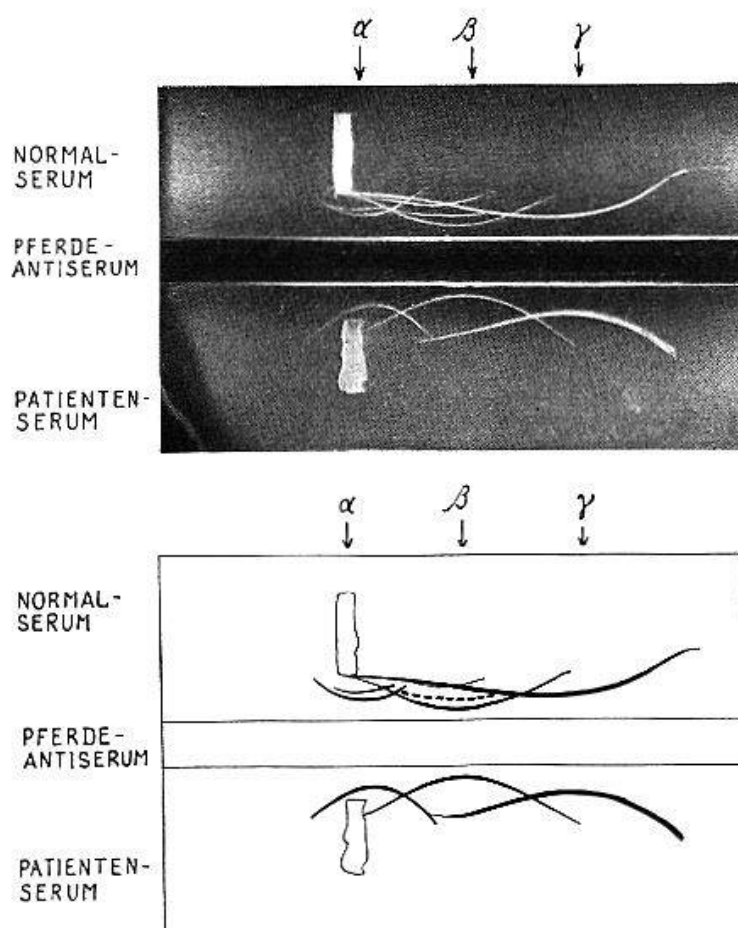 α β γ
NORMAL-
SERUM
PFERDE-
ANTISERUM
PATIENTEN-
SERUM
α β γ
NORMAL-
SERUM
PFERDE-
ANTISERUM
PATIENTEN-
SERUM